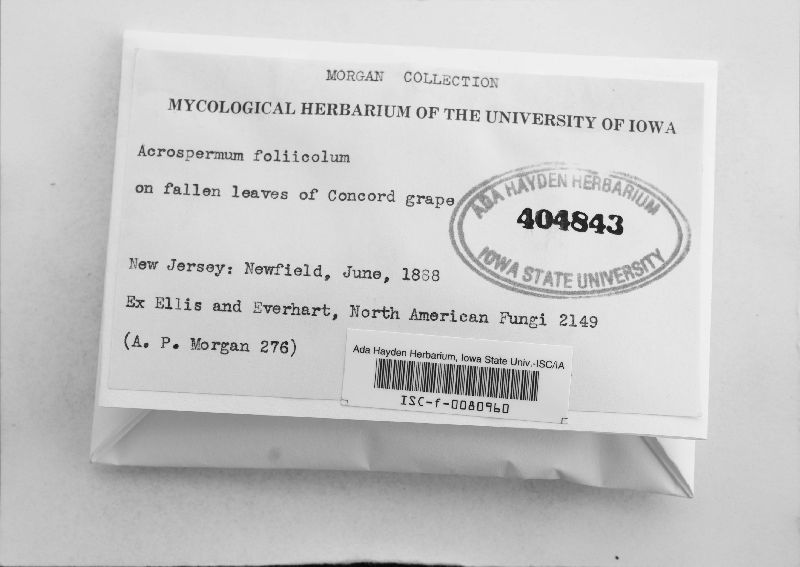 MORGAN COLLECTION
MYCOLOGICAL HERBARIUM OF THE UNIVERSITY OF IOWA
Acrospermum foliicolum
on fallen leaves of Concord grape
ADA HAYDEN HERBARIUM
404843
IOWA STATE UNIVERSITY
New Jersey: Newfield, June, 1888
Ex Ellis and Everhart, North American Fungi 2149
(A. P. Morgan 276)
Ada Hayden Herbarium, Iowa State Univ.-ISC/IA
ISC-f-0080960